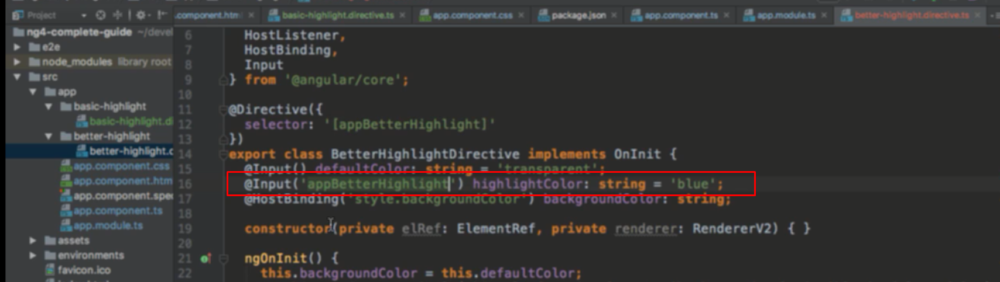 Project
.component.html
basic-highlight.directive.ts
app.component.css
package.json
app.component.ts
app.module.ts
better-highlight.directive.ts
ng4-complete-guide ~/devel
e2e
node_modules library root
src
app
basic-highlight
basic-highlight.di
better-highlight
better-highlight.c
app.component.css
app.component.htm
app.component.spec
app.component.ts
app.module.ts
assets
environments
favicon.ico
6 HostListener,
7 HostBinding,
8 Input
9 } from '@angular/core';
10
11 @Directive({
12 selector: '[appBetterHighlight]'
13 })
14 export class BetterHighlightDirective implements OnInit {
15 @Input() defaultColor: string = 'transparent';
16 @Input('appBetterHighlight') highlightColor: string = 'blue';
17 @HostBinding('style.backgroundColor') backgroundColor: string;
18
19 constructor(private elRef: ElementRef, private renderer: RendererV2) { }
20
21 ngOnInit() {
22 this.backgroundColor = this.defaultColor;